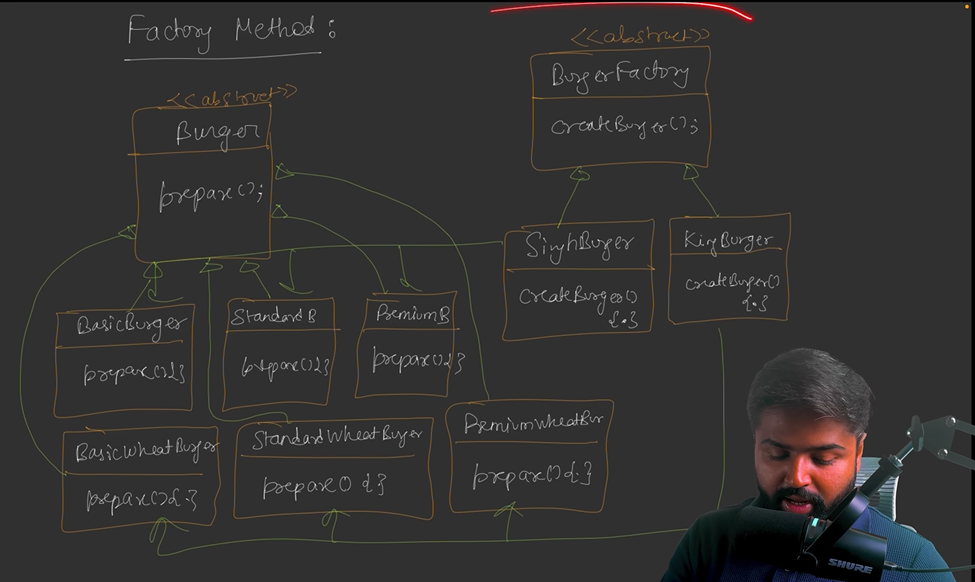 Factory Method:
<<abstract>>
Burger
prepare();
<<abstract>>
BurgerFactory
createBurger();
SinghBurger
createBurger()
{.}
KingBurger
createBurger()
{.}
BasicBurger
prepare(){}
StandardB
prepare(){}
PremiumB
prepare(){}
BasicWheatBurger
prepare(){.}
StandardWheatBurger
prepare() {}
PremiumWheatBur
prepare(){.}
SHURE